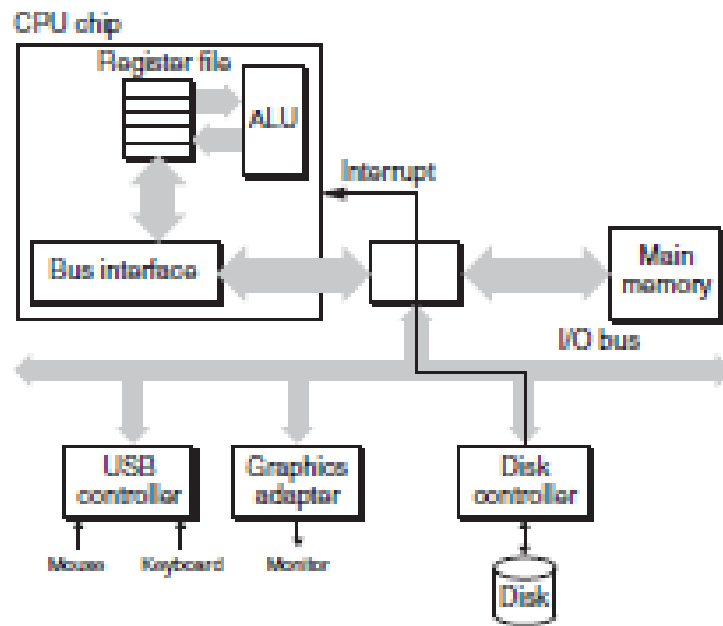 CPU chip
Register file
ALU
Interrupt
Bus interface
Main
memory
I/O bus
USB
controller
Graphics
adapter
Disk
controller
Mouse
Keyboard
Monitor
Disk